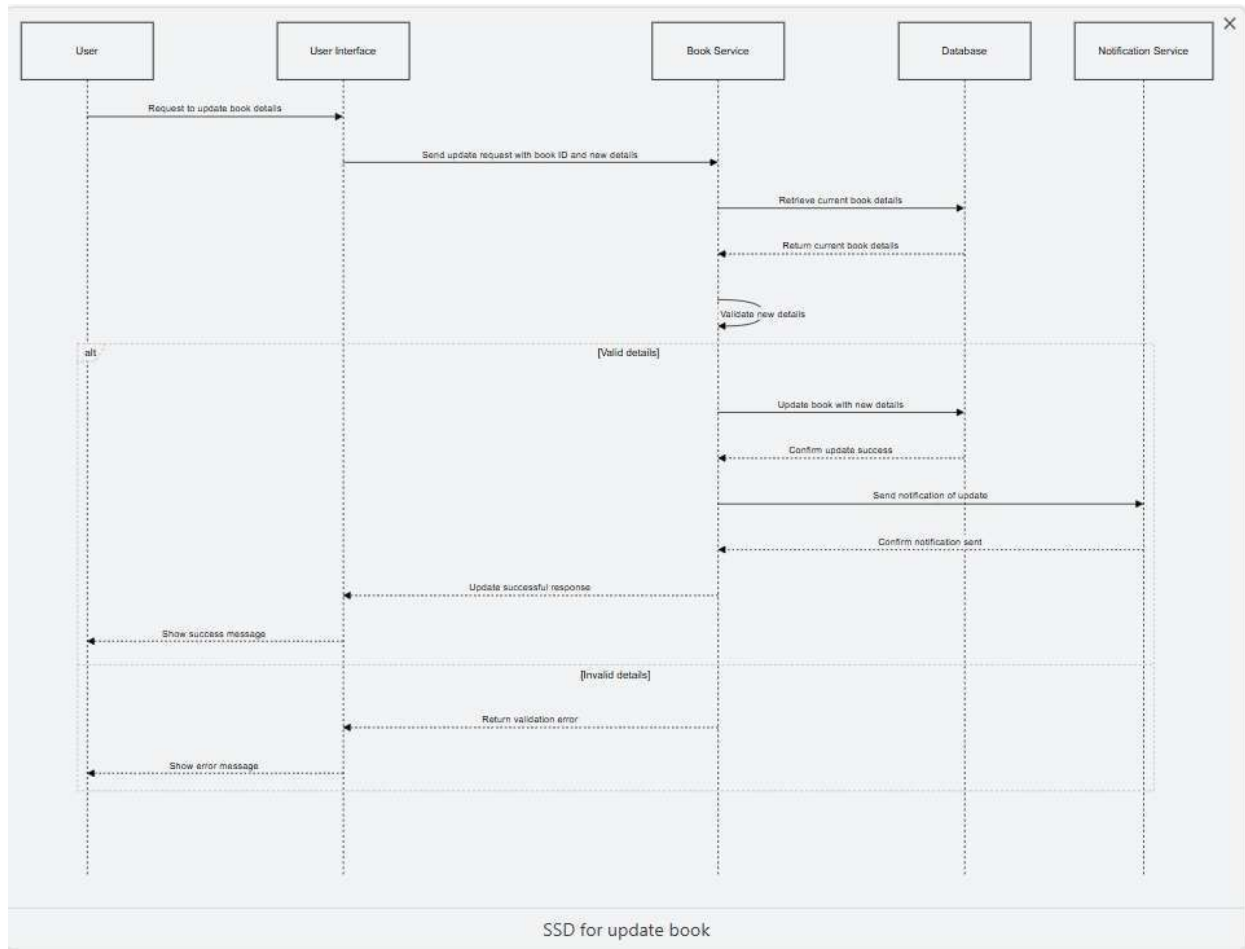 User
User Interface
Book Service
Database
Notification Service
Request to update book details
Send update request with book ID and new details
Retrieve current book details
Return current book details
Validate new details
alt
[Valid details]
Update book with new details
Confirm update success
Send notification of update
Confirm notification sent
Update successful response
Show success message
[Invalid details]
Return validation error
Show error message
SSD for update book